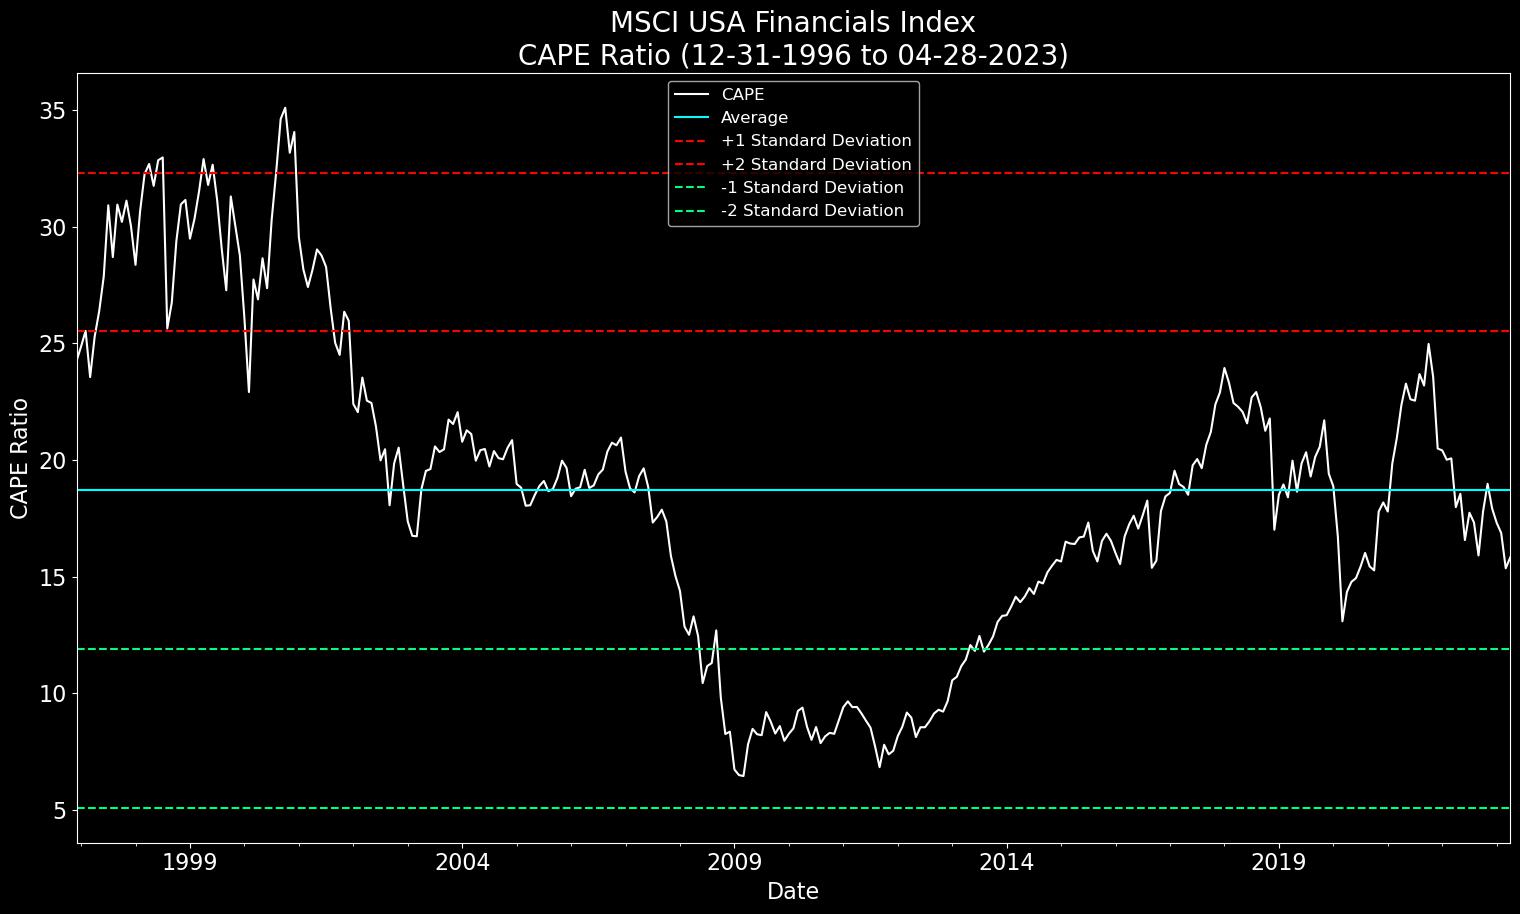 MSCI USA Financials Index
CAPE Ratio (12-31-1996 to 04-28-2023)
CAPE
Average
+1 Standard Deviation
+2 Standard Deviation
-1 Standard Deviation
-2 Standard Deviation
CAPE Ratio
35
30
25
20
15
10
5
1999 2004 2009 2014 2019
Date